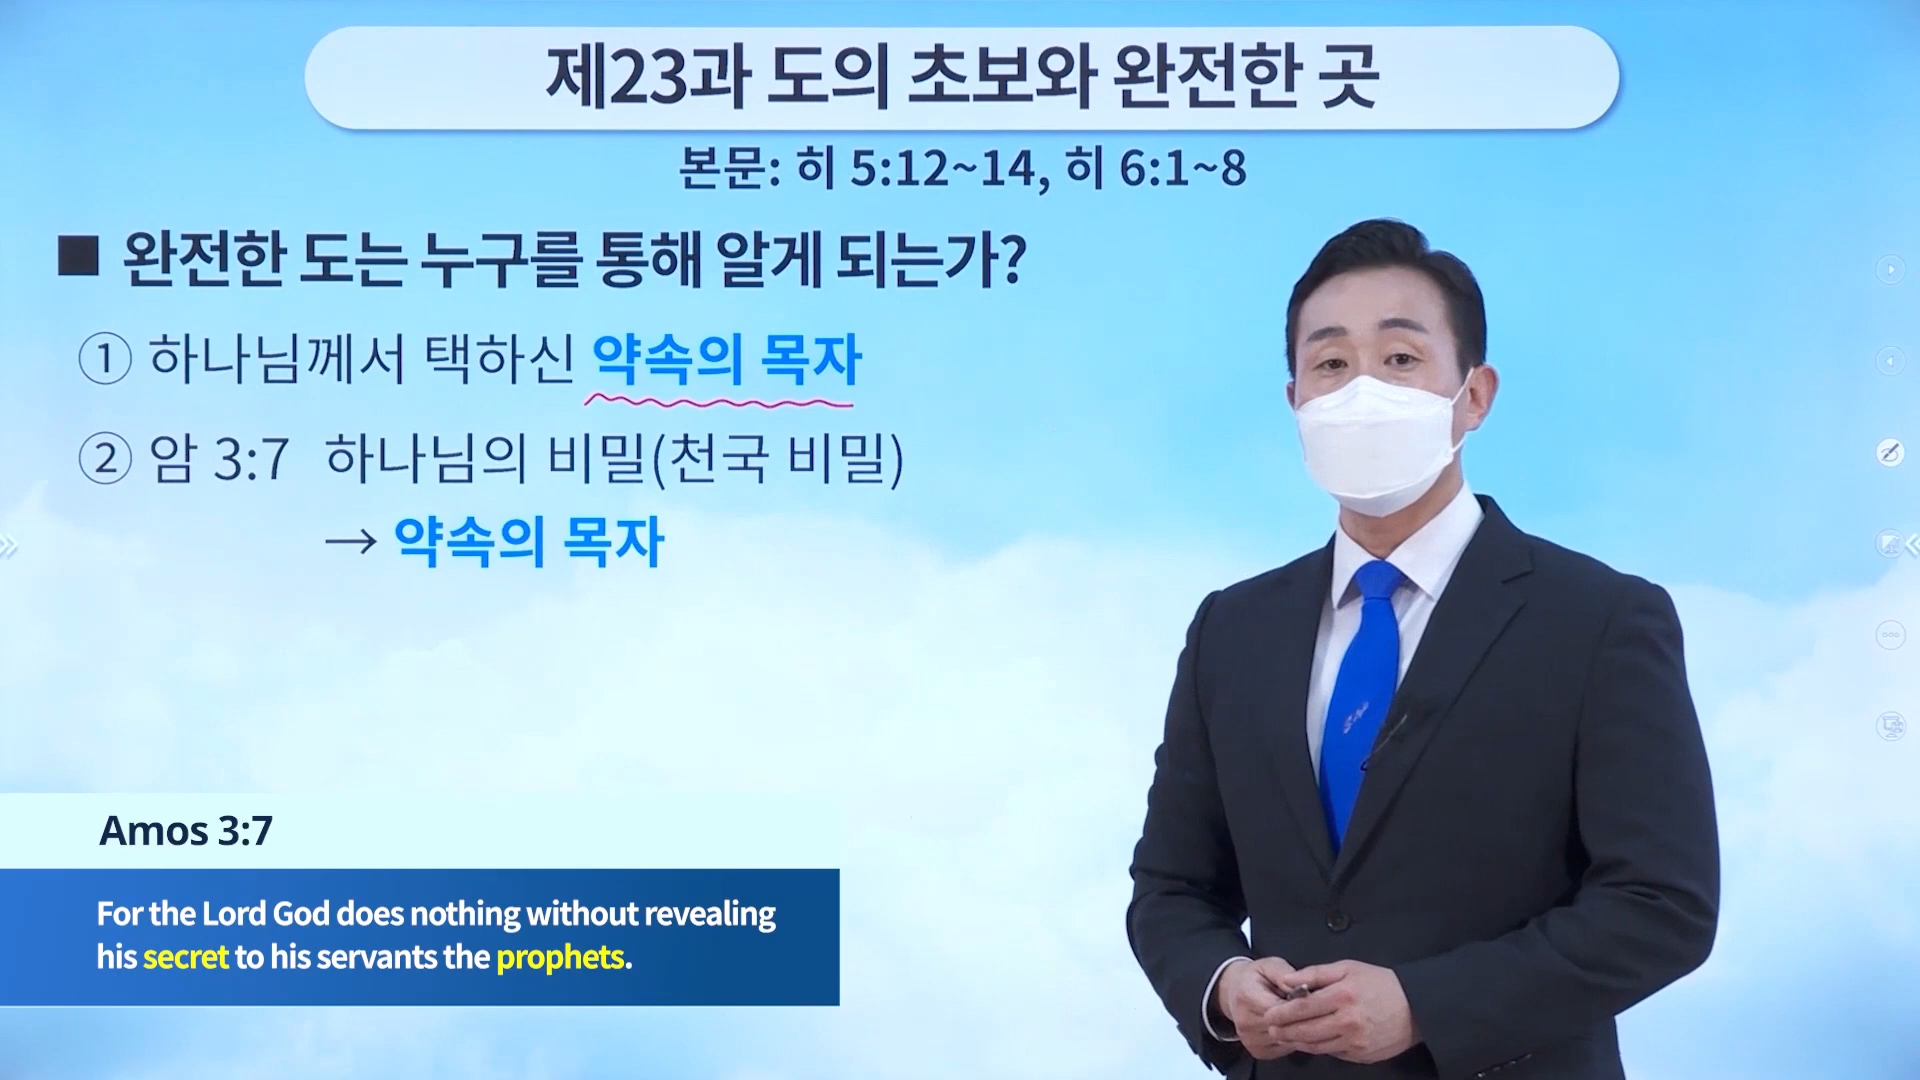 제23과 도의 초보와 완전한 곳
본문: 히 5:12~14, 히 6:1~8
■ 완전한 도는 누구를 통해 알게 되는가?
① 하나님께서 택하신 약속의 목자
② 암 3:7 하나님의 비밀(천국 비밀)
→ 약속의 목자
Amos 3:7
For the Lord God does nothing without revealing
his secret to his servants the prophets.